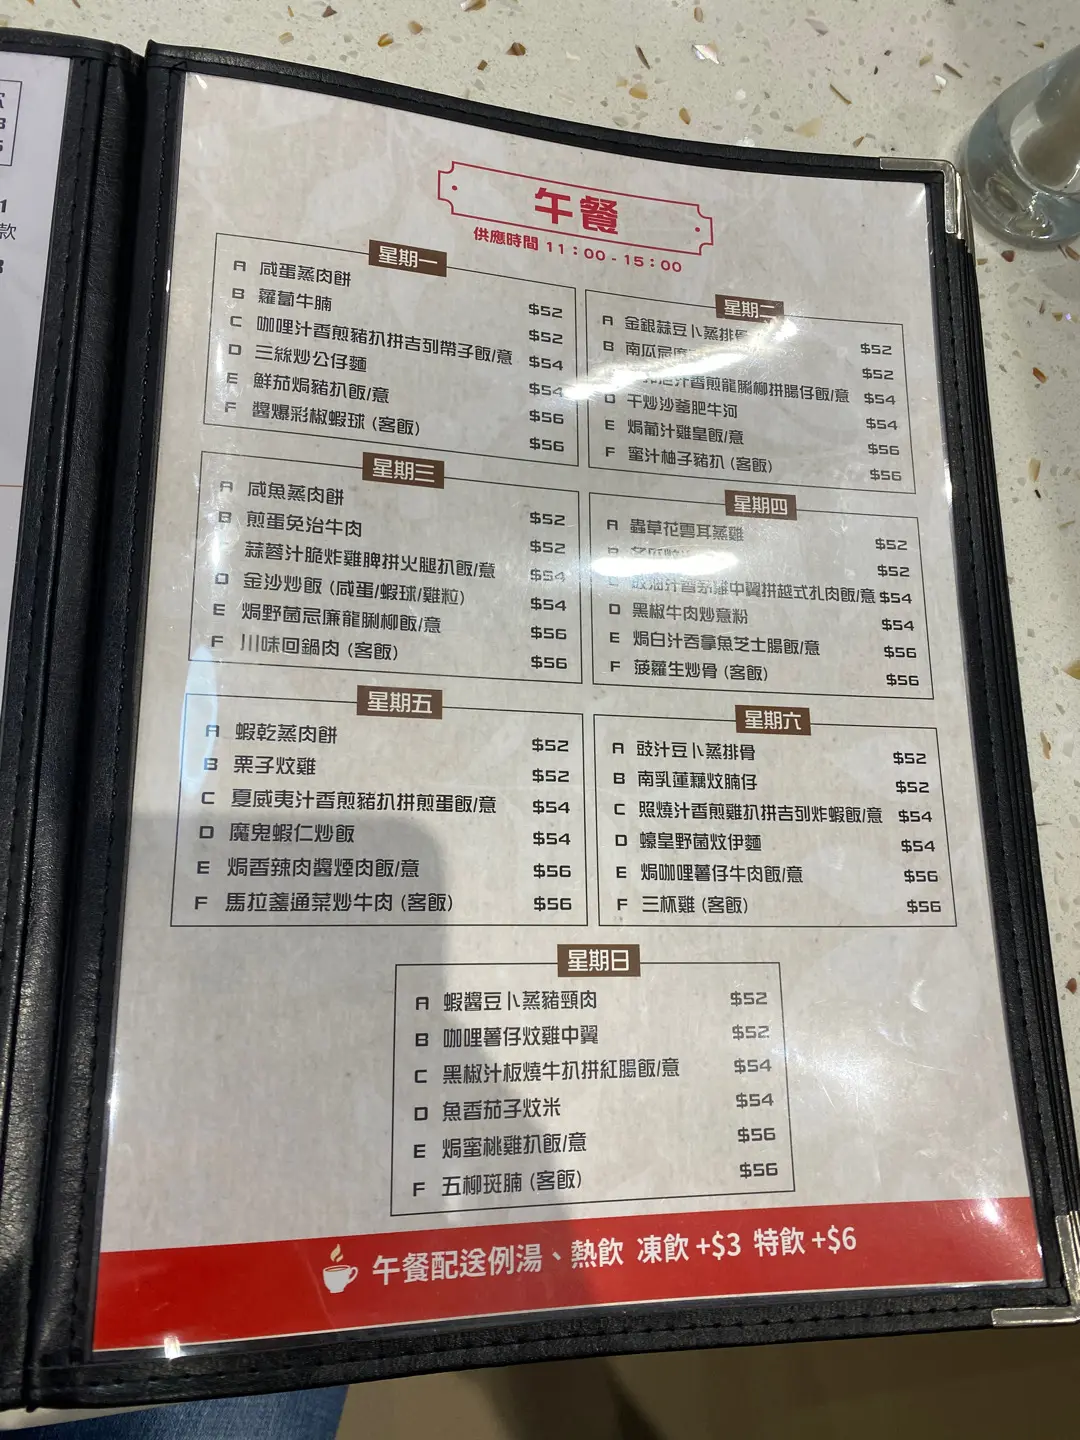 午餐
供應時間 11：00 - 15：00
星期一
A 咸蛋蒸肉餅 $52
B 蘿蔔牛腩 $52
C 咖哩汁香煎豬扒拼吉列帶子飯/意 $54
D 三絲炒公仔麵 $54
E 鮮茄焗豬扒飯/意 $56
F 醬爆彩椒蝦球 (客飯) $56
星期二
A 金銀蒜豆卜蒸排骨 $52
B 南瓜 $52
汁香煎龍脷柳拼腸仔飯/意 $54
D 干炒沙爹肥牛河 $54
E 焗葡汁雞皇飯/意 $56
F 蜜汁柚子豬扒 (客飯) $56
星期三
A 咸魚蒸肉餅 $52
B 煎蛋免治牛肉 $52
蒜蓉汁脆炸雞脾拼火腿扒飯/意 $54
D 金沙炒飯 (咸蛋/蝦球/雞粒) $54
E 焗野菌忌廉龍脷柳飯/意 $56
F 川味回鍋肉 (客飯) $56
星期四
A 蟲草花雲耳蒸雞 $52
B $52
豉油汁香茅雞中翼拼越式扎肉飯/意 $54
D 黑椒牛肉炒意粉 $54
E 焗白汁吞拿魚芝士腸飯/意 $56
F 菠蘿生炒骨 (客飯) $56
星期五
A 蝦乾蒸肉餅 $52
B 栗子炆雞 $52
C 夏威夷汁香煎豬扒拼煎蛋飯/意 $54
D 魔鬼蝦仁炒飯 $54
E 焗香辣肉醬煙肉飯/意 $56
F 馬拉盞通菜炒牛肉 (客飯) $56
星期六
A 豉汁豆卜蒸排骨 $52
B 南乳蓮藕炆腩仔 $52
C 照燒汁香煎雞扒拼吉列炸蝦飯/意 $54
D 蠔皇野菌炆伊麵 $54
E 焗咖哩薯仔牛肉飯/意 $56
F 三杯雞 (客飯) $56
星期日
A 蝦醬豆卜蒸豬頸肉 $52
B 咖哩薯仔炆雞中翼 $52
C 黑椒汁板燒牛扒拼紅腸飯/意 $54
D 魚香茄子炆米 $54
E 焗蜜桃雞扒飯/意 $56
F 五柳斑腩 (客飯) $56
午餐配送例湯、熱飲 凍飲+$3 特飲+$6